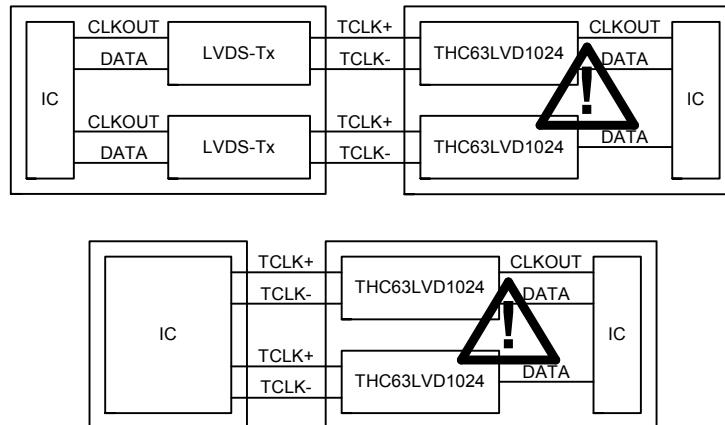 CLKOUT TCLK+ CLKOUT
LVDS-Tx THC63LVD1024
DATA TCLK- DATA
IC IC
CLKOUT TCLK+
LVDS-Tx THC63LVD1024 DATA
DATA TCLK-
TCLK+ CLKOUT
THC63LVD1024
TCLK- DATA
!
IC IC
TCLK+
DATA
THC63LVD1024
TCLK-